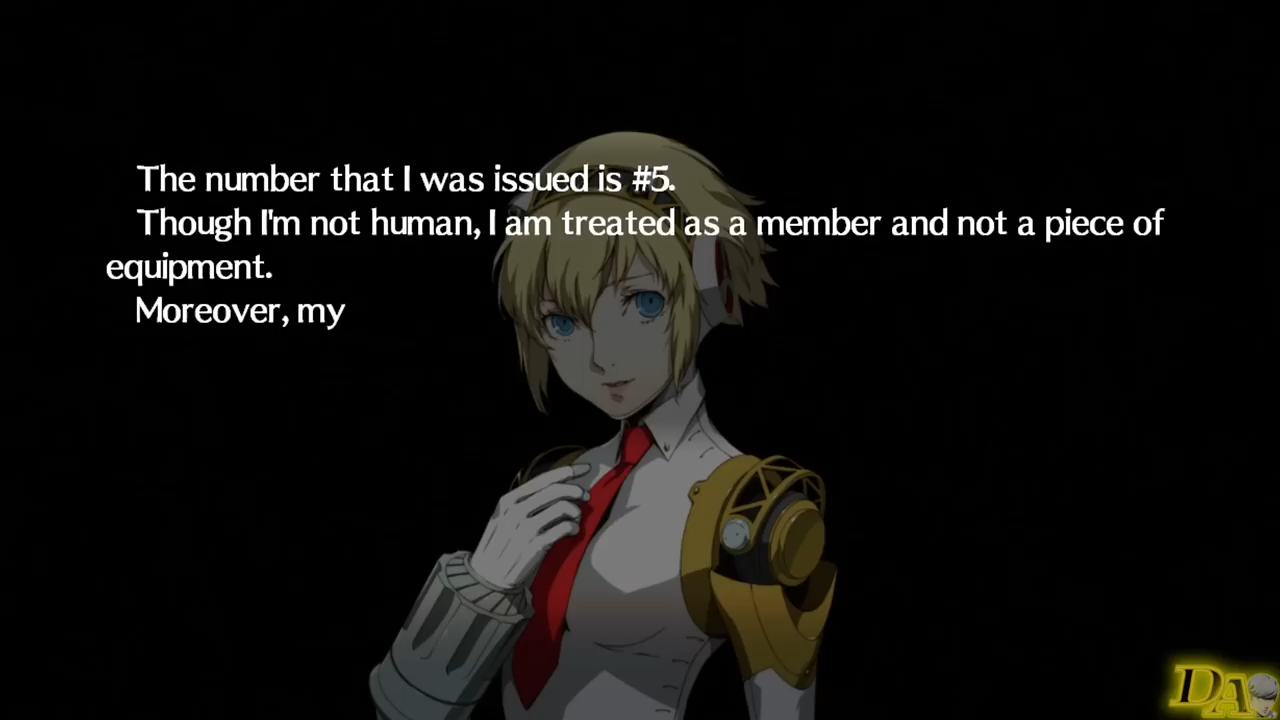 The number that I was issued is #5.
Though I'm not human, I am treated as a member and not a piece of
equipment.
Moreover, my
DA